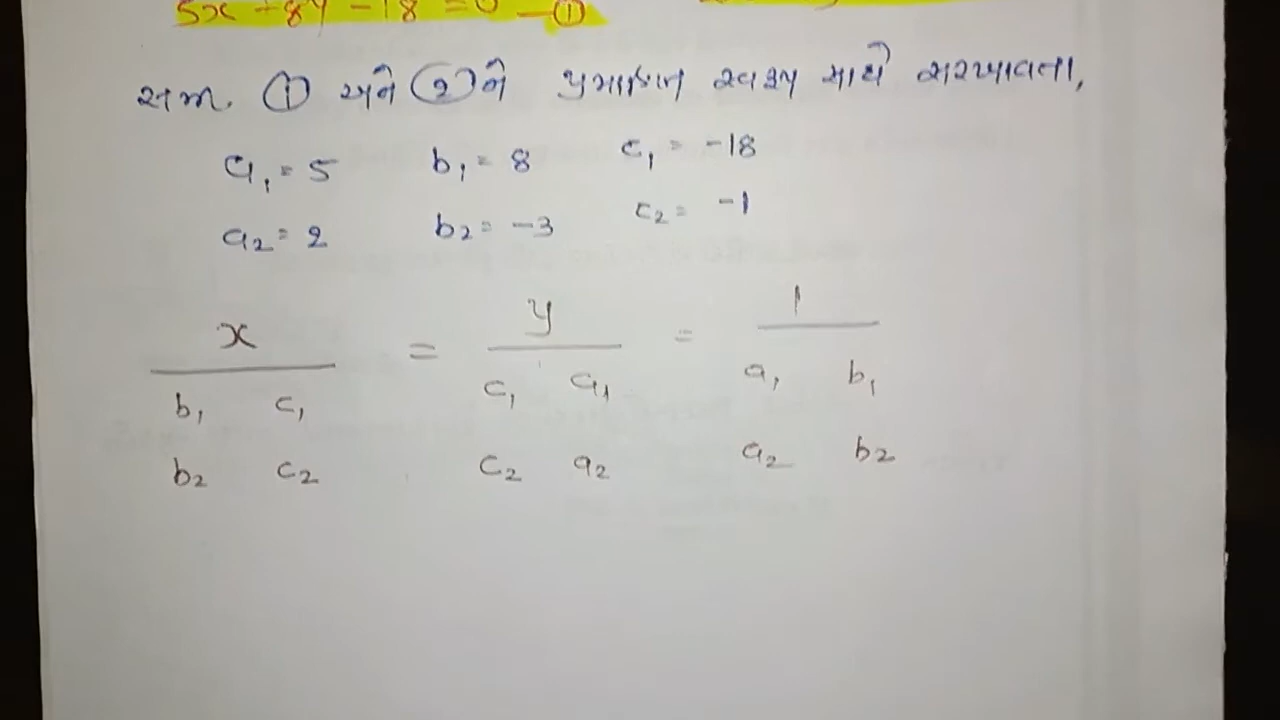 5x + 8y - 18 = 0 — ①
સમી. ① અને ② ને પ્રમાણિત સ્વરૂપ સાથે સરખાવતા,
a₁ = 5 b₁ = 8 c₁ = -18
a₂ = 2 b₂ = -3 c₂ = -1
x = y = 1
b₁ c₁ c₁ a₁ a₁ b₁
b₂ c₂ c₂ a₂ a₂ b₂